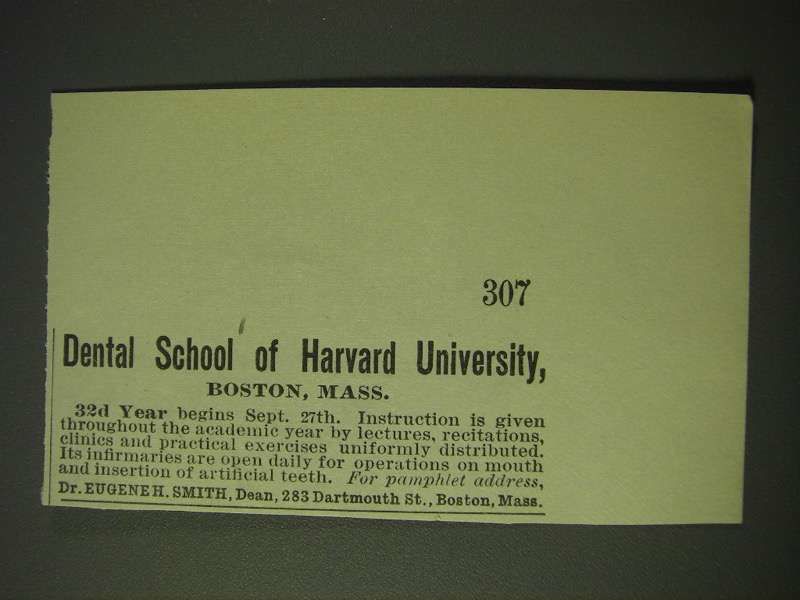 307
Dental School of Harvard University,
BOSTON, MASS.
32d Year begins Sept. 27th. Instruction is given
throughout the academic year by lectures, recitations,
clinics and practical exercises uniformly distributed.
Its infirmaries are open daily for operations on mouth
and insertion of artificial teeth. For pamphlet address,
Dr. EUGENE H. SMITH, Dean, 283 Dartmouth St., Boston, Mass.